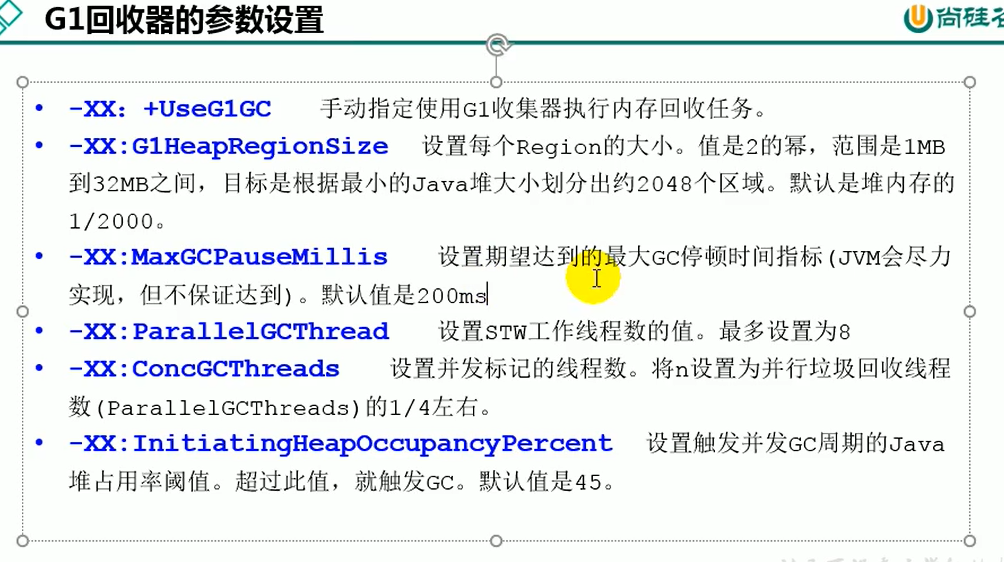 G1回收器的参数设置
尚硅谷
• -XX：+UseG1GC 手动指定使用G1收集器执行内存回收任务。
• -XX:G1HeapRegionSize 设置每个Region的大小。值是2的幂，范围是1MB
到32MB之间，目标是根据最小的Java堆大小划分出约2048个区域。默认是堆内存的
1/2000。
• -XX:MaxGCPauseMillis 设置期望达到的最大GC停顿时间指标(JVM会尽力
实现，但不保证达到)。默认值是200ms
• -XX:ParallelGCThread 设置STW工作线程数的值。最多设置为8
• -XX:ConcGCThreads 设置并发标记的线程数。将n设置为并行垃圾回收线程
数(ParallelGCThreads)的1/4左右。
• -XX:InitiatingHeapOccupancyPercent 设置触发并发GC周期的Java
堆占用率阈值。超过此值，就触发GC。默认值是45。